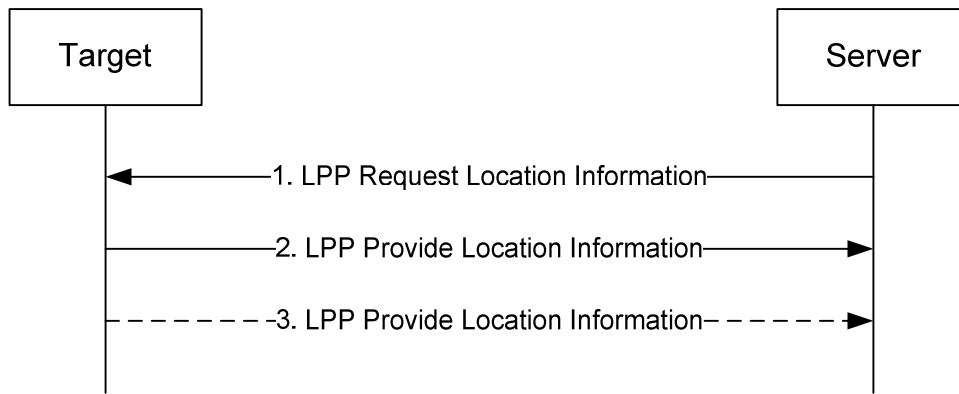 Target
Server
1. LPP Request Location Information
2. LPP Provide Location Information
3. LPP Provide Location Information